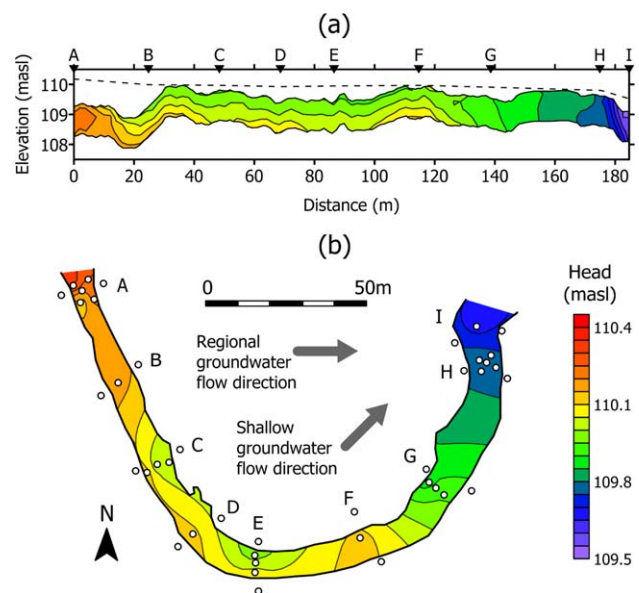 (a)
A B C D E F G H I
Elevation (masl)
110
109
108
0 20 40 60 80 100 120 140 160 180
Distance (m)
(b)
0 50m
Head
(masl)
110.4
110.1
109.8
109.5
Regional
groundwater
flow direction
Shallow
groundwater
flow direction
A
B
C
D
E
F
G
H
I
N